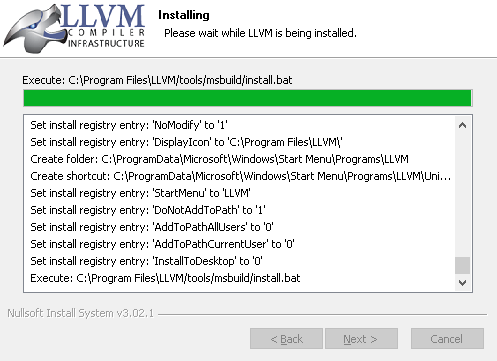 LLVM
COMPILER
INFRASTRUCTURE
Installing
Please wait while LLVM is being installed.
Execute: C:\Program Files\LLVM/tools/msbuild/install.bat
Set install registry entry: 'NoModify' to '1'
Set install registry entry: 'DisplayIcon' to 'C:\Program Files\LLVM\'
Create folder: C:\ProgramData\Microsoft\Windows\Start Menu\Programs\LLVM
Create shortcut: C:\ProgramData\Microsoft\Windows\Start Menu\Programs\LLVM\Uni...
Set install registry entry: 'StartMenu' to 'LLVM'
Set install registry entry: 'DoNotAddToPath' to '1'
Set install registry entry: 'AddToPathAllUsers' to '0'
Set install registry entry: 'AddToPathCurrentUser' to '0'
Set install registry entry: 'InstallToDesktop' to '0'
Execute: C:\Program Files\LLVM/tools/msbuild/install.bat
Nullsoft Install System v3.02.1
< Back Next > Cancel